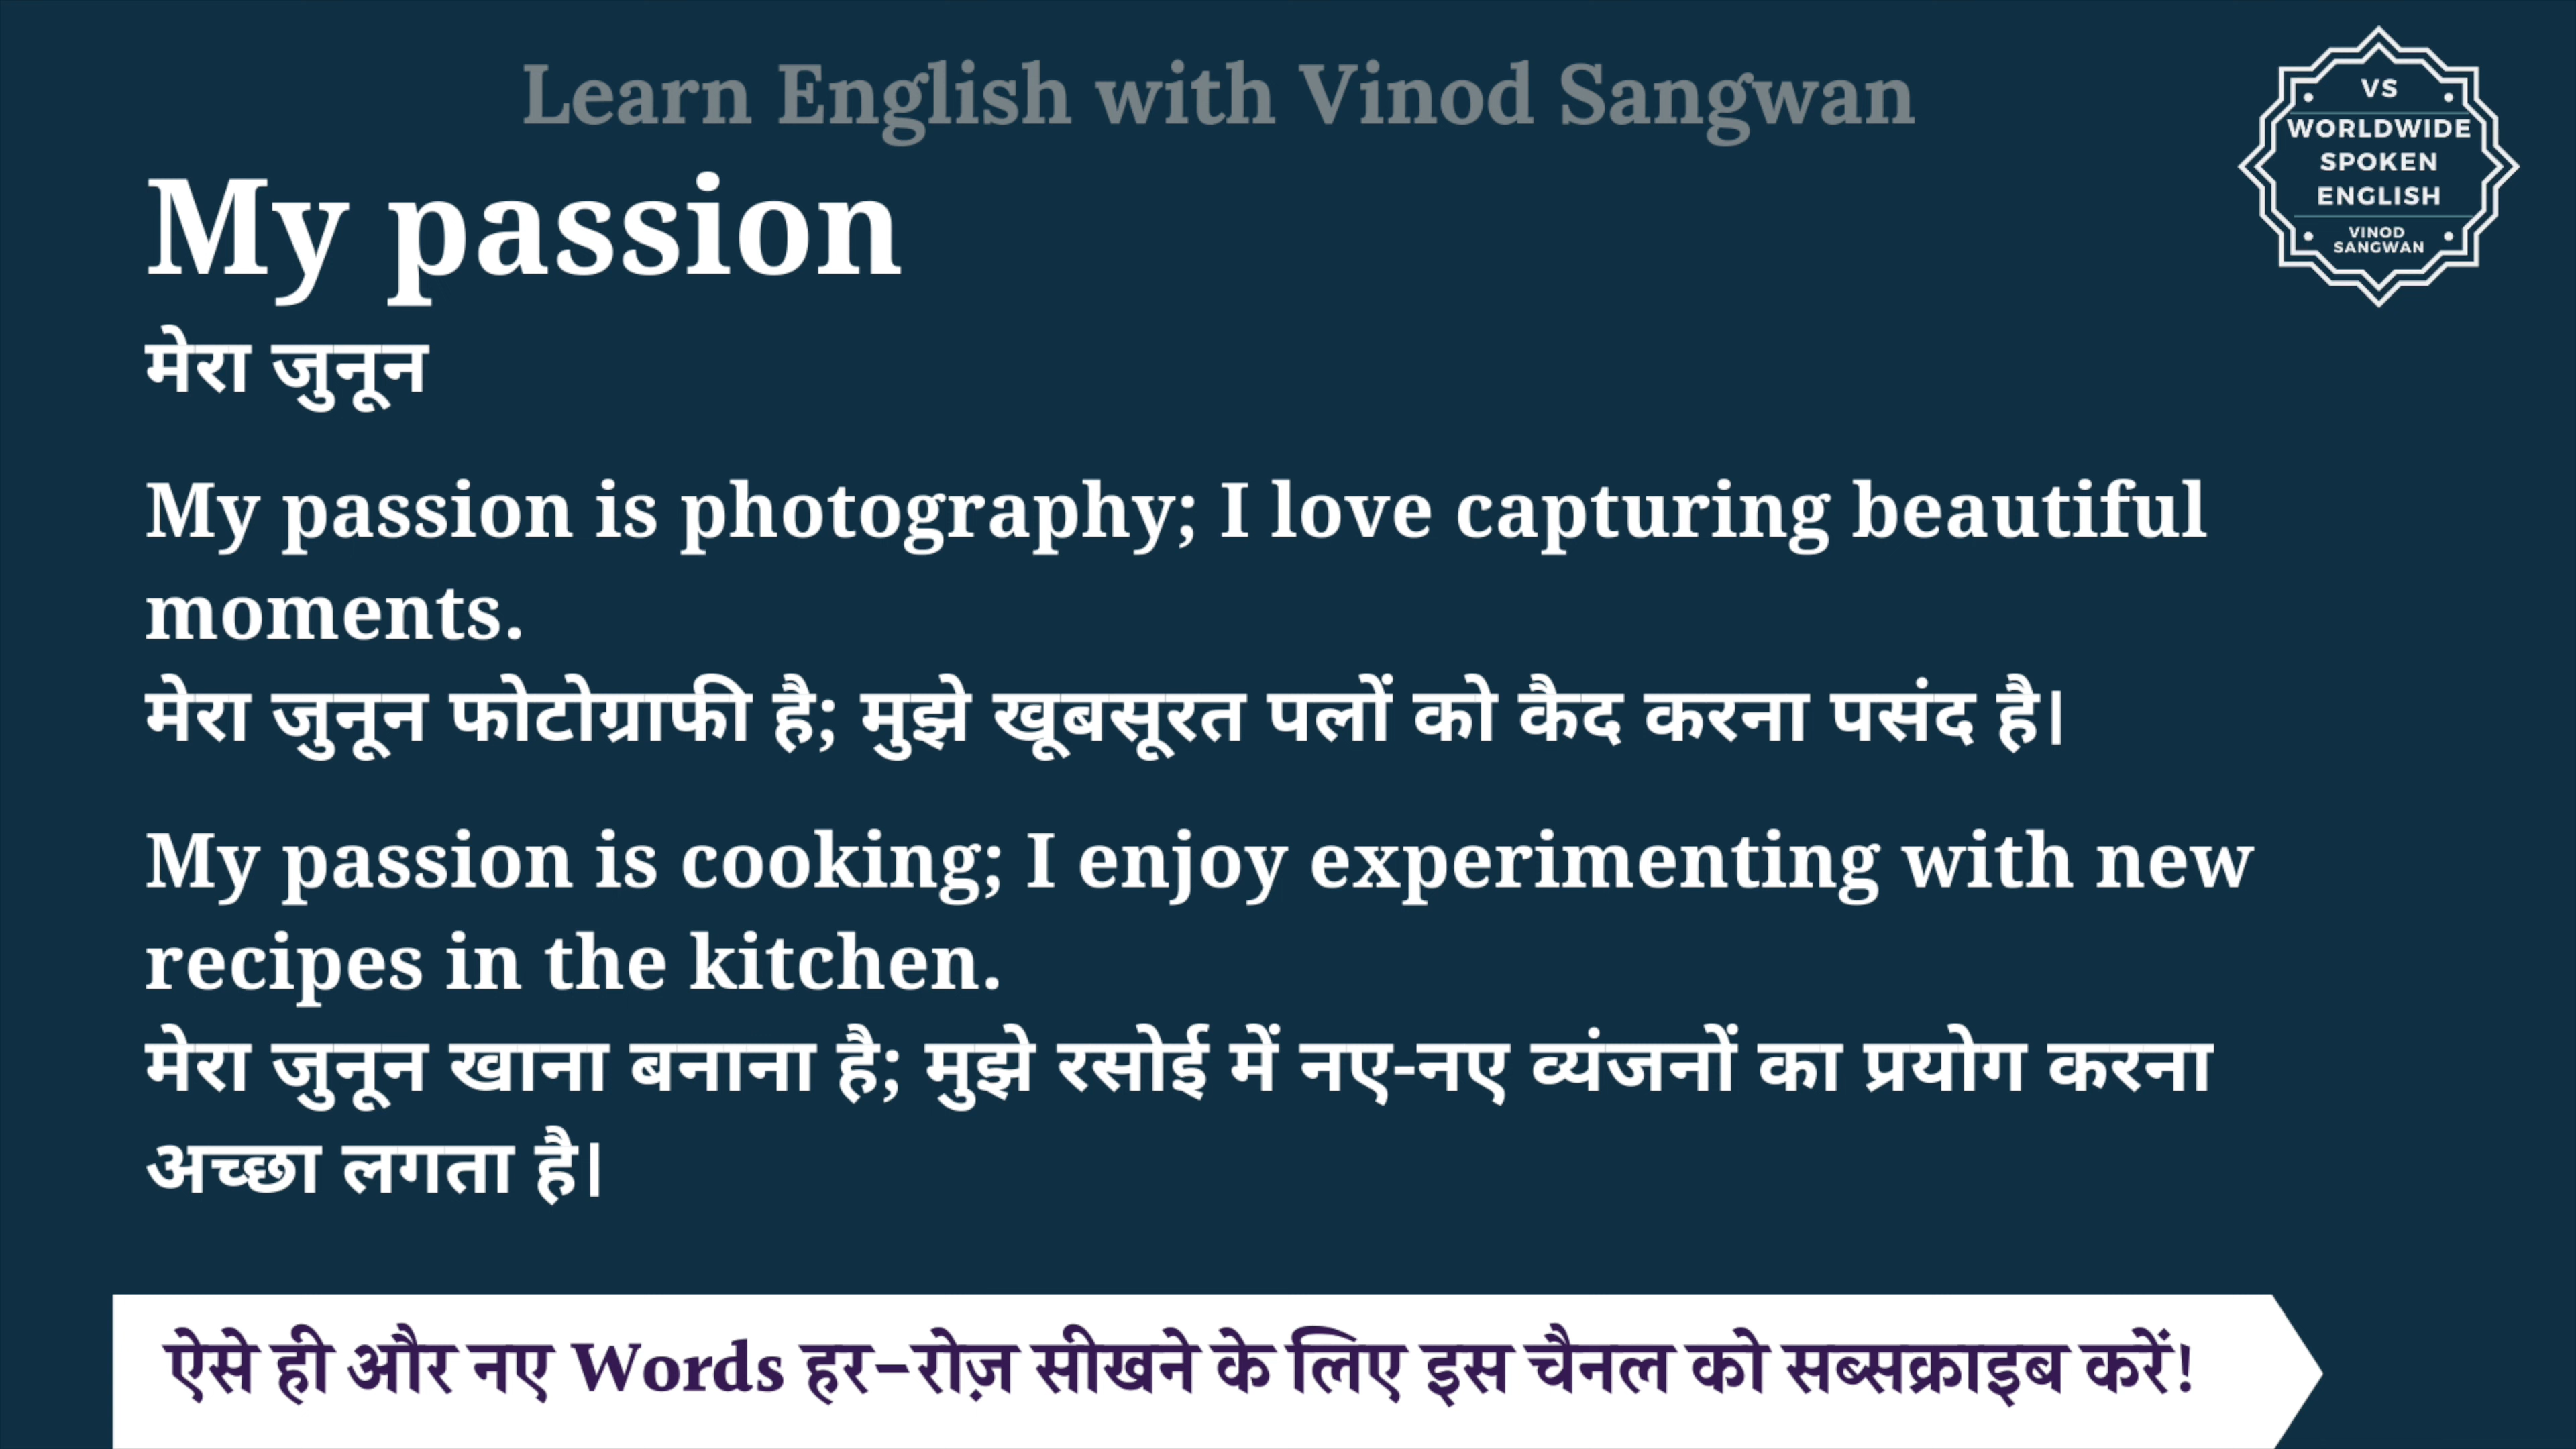 Learn English with Vinod Sangwan
VS
WORLDWIDE
SPOKEN
ENGLISH
VINOD
SANGWAN
My passion
मेरा जुनून
My passion is photography; I love capturing beautiful
moments.
मेरा जुनून फोटोग्राफी है; मुझे खूबसूरत पलों को कैद करना पसंद है।
My passion is cooking; I enjoy experimenting with new
recipes in the kitchen.
मेरा जुनून खाना बनाना है; मुझे रसोई में नए-नए व्यंजनों का प्रयोग करना
अच्छा लगता है।
ऐसे ही और नए Words हर–रोज़ सीखने के लिए इस चैनल को सब्सक्राइब करें!